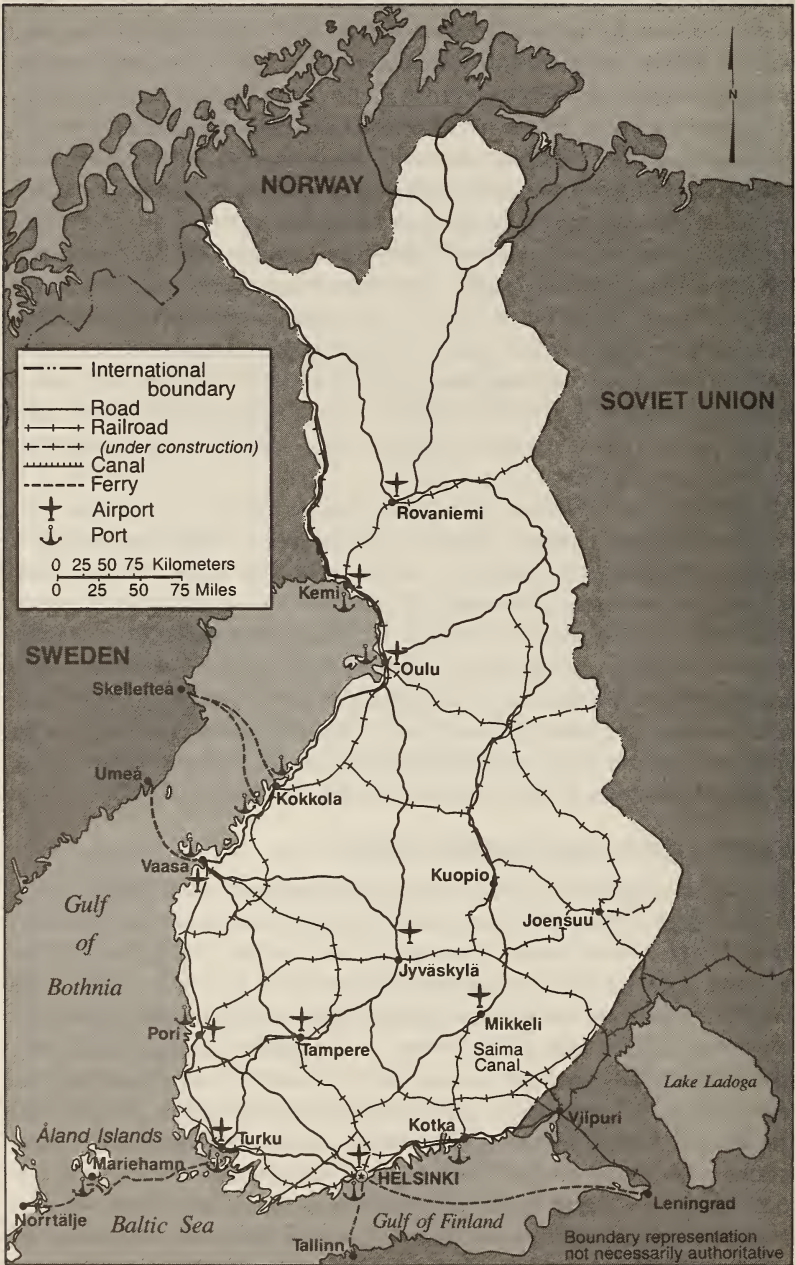 N
NORWAY
International
boundary
Road
Railroad
(under construction)
Canal
Ferry
Airport
Port
0 25 50 75 Kilometers
0 25 50 75 Miles
SOVIET UNION
Rovaniemi
Kemi
SWEDEN
Oulu
Skellefteå
Umeå
Kokkola
Vaasa
Kuopio
Gulf
of
Bothnia
Joensuu
Jyväskylä
Mikkeli
Pori
Tampere
Saima
Canal
Lake Ladoga
Viipuri
Kotka
Åland Islands
Turku
Mariehamn
HELSINKI
Norrtälje
Baltic Sea
Gulf of Finland
Leningrad
Tallinn
Boundary representation
not necessarily authoritative